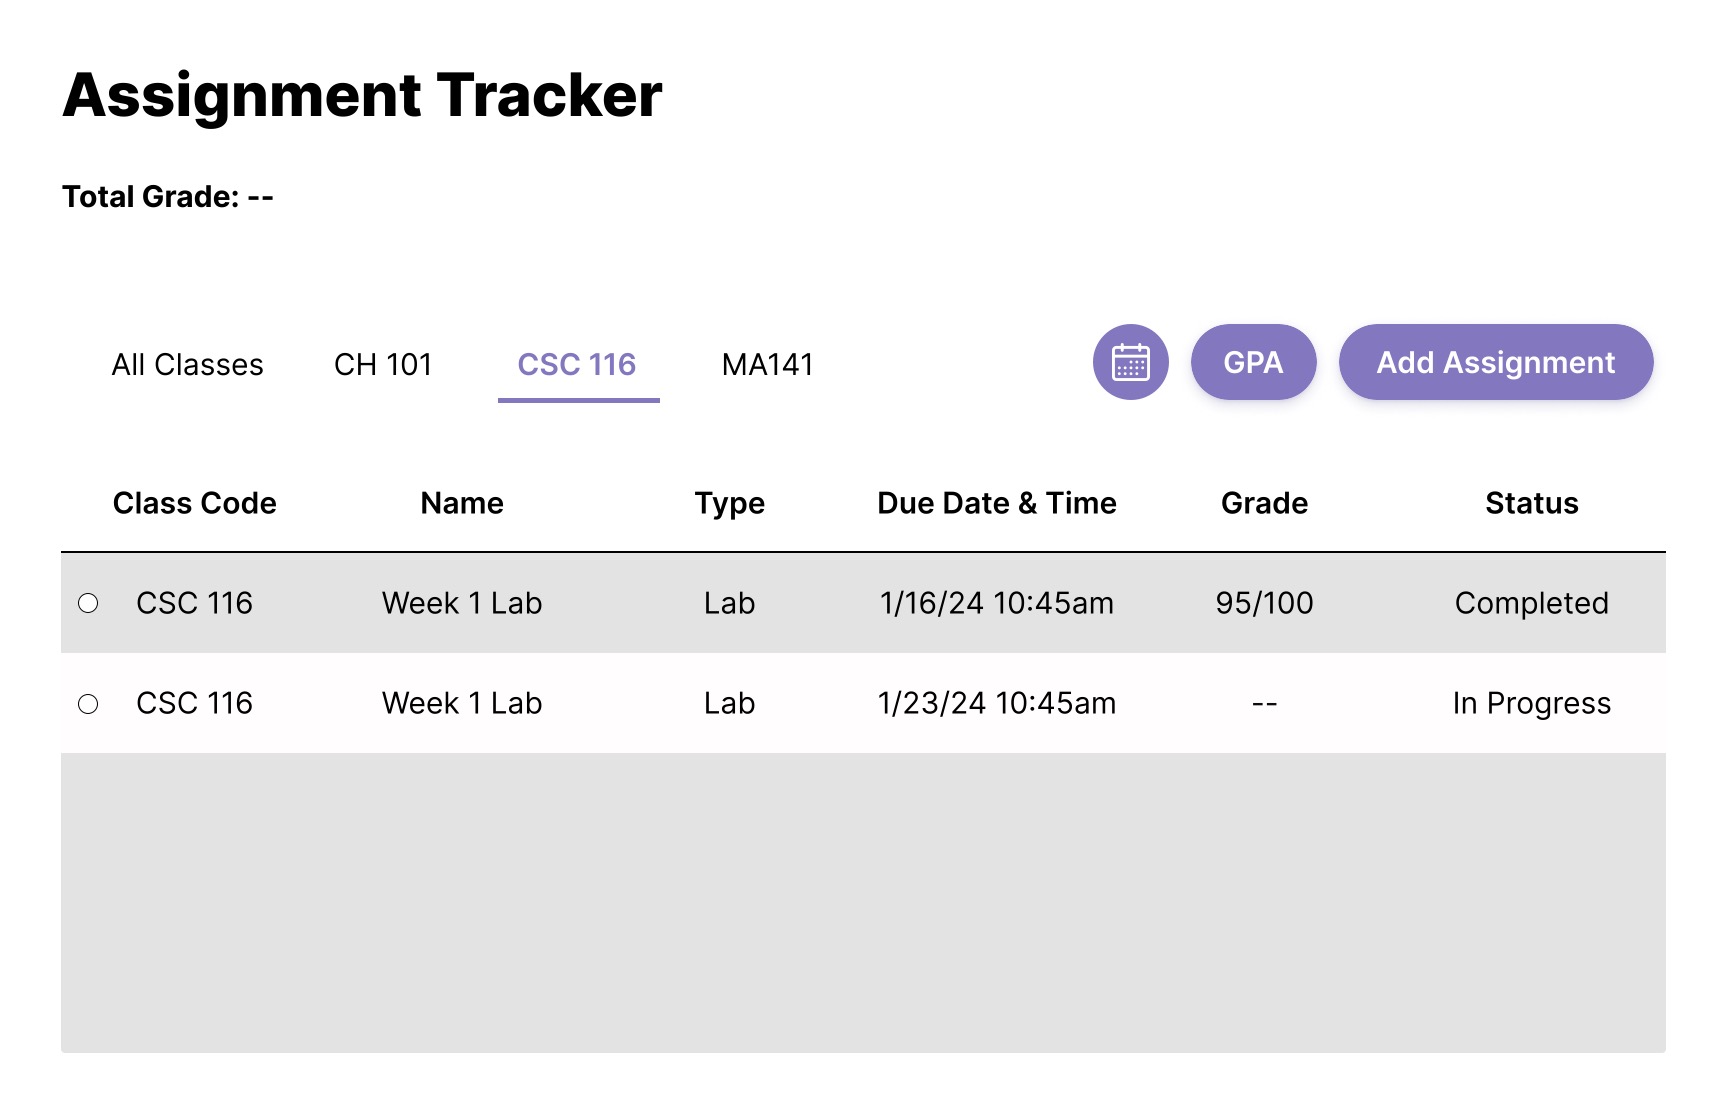 Assignment Tracker
Total Grade: --
All Classes CH 101 CSC 116 MA141 GPA Add Assignment
Class Code Name Type Due Date & Time Grade Status
CSC 116 Week 1 Lab Lab 1/16/24 10:45am 95/100 Completed
CSC 116 Week 1 Lab Lab 1/23/24 10:45am -- In Progress